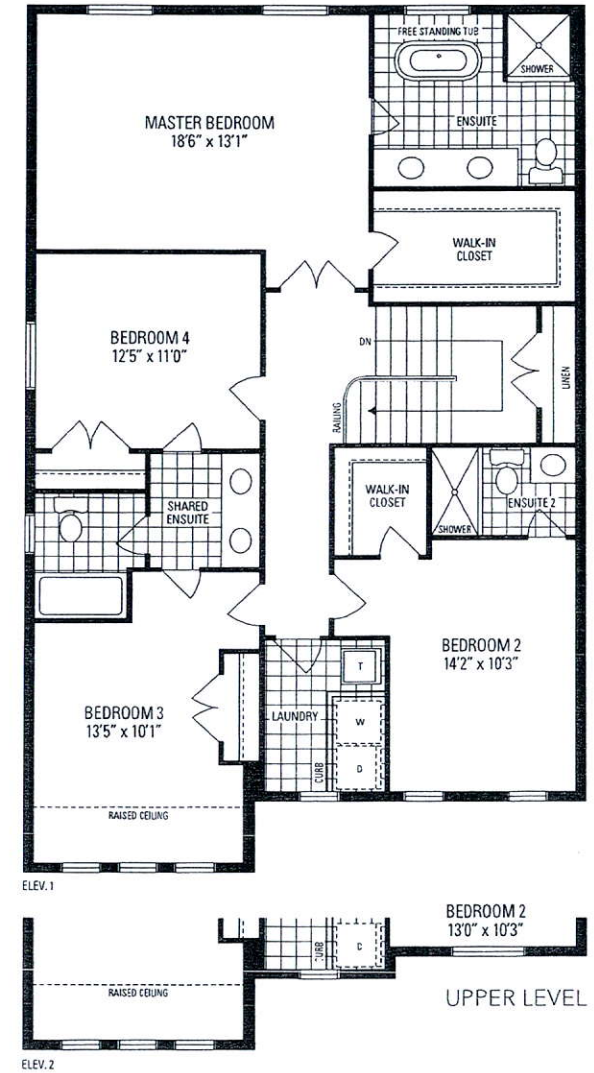 FREE STANDING TUB
SHOWER
MASTER BEDROOM
18'6" x 13'1"
ENSUITE
WALK-IN
CLOSET
BEDROOM 4
12'5" x 11'0"
DN
RAILING
LINEN
SHARED
ENSUITE
WALK-IN
CLOSET
SHOWER
ENSUITE 2
BEDROOM 2
14'2" x 10'3"
T
BEDROOM 3
13'5" x 10'1"
LAUNDRY
W
CURB
D
RAISED CEILING
ELEV. 1
BEDROOM 2
13'0" x 10'3"
CURB
RAISED CEILING
UPPER LEVEL
ELEV. 2